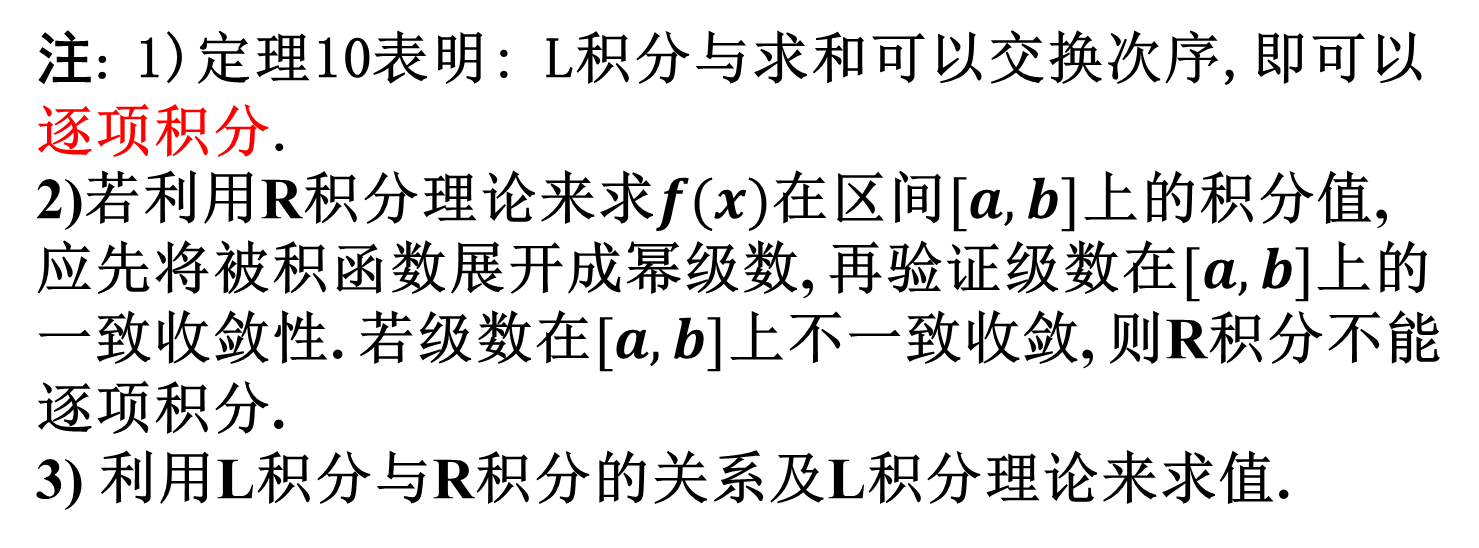 注: 1)定理10表明: L积分与求和可以交换次序,即可以
逐项积分.
2)若利用R积分理论来求f(x)在区间[a,b]上的积分值,
应先将被积函数展开成幂级数,再验证级数在[a,b]上的
一致收敛性.若级数在[a,b]上不一致收敛,则R积分不能
逐项积分.
3) 利用L积分与R积分的关系及L积分理论来求值.